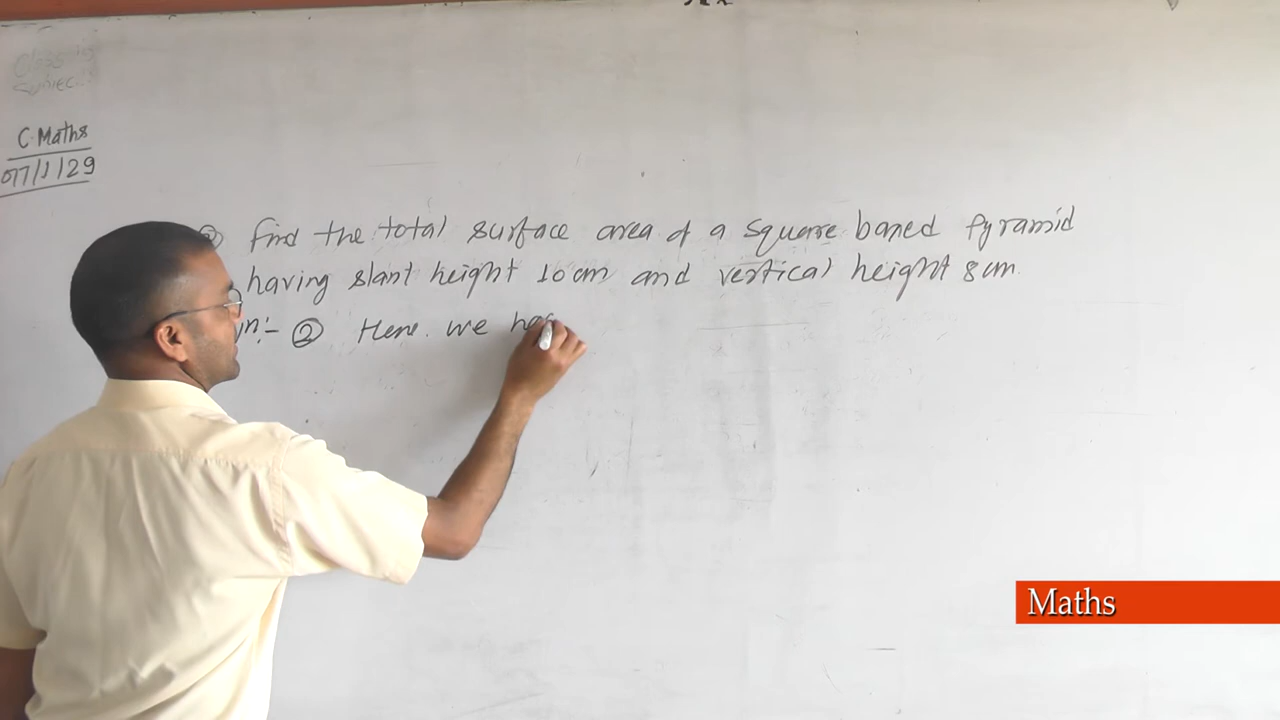 C. Maths
077/1/29
② find the total surface area of a square based pyramid
having slant height 10 cm and vertical height 8 cm.
ⁿ:- ② Here. we ha
Maths